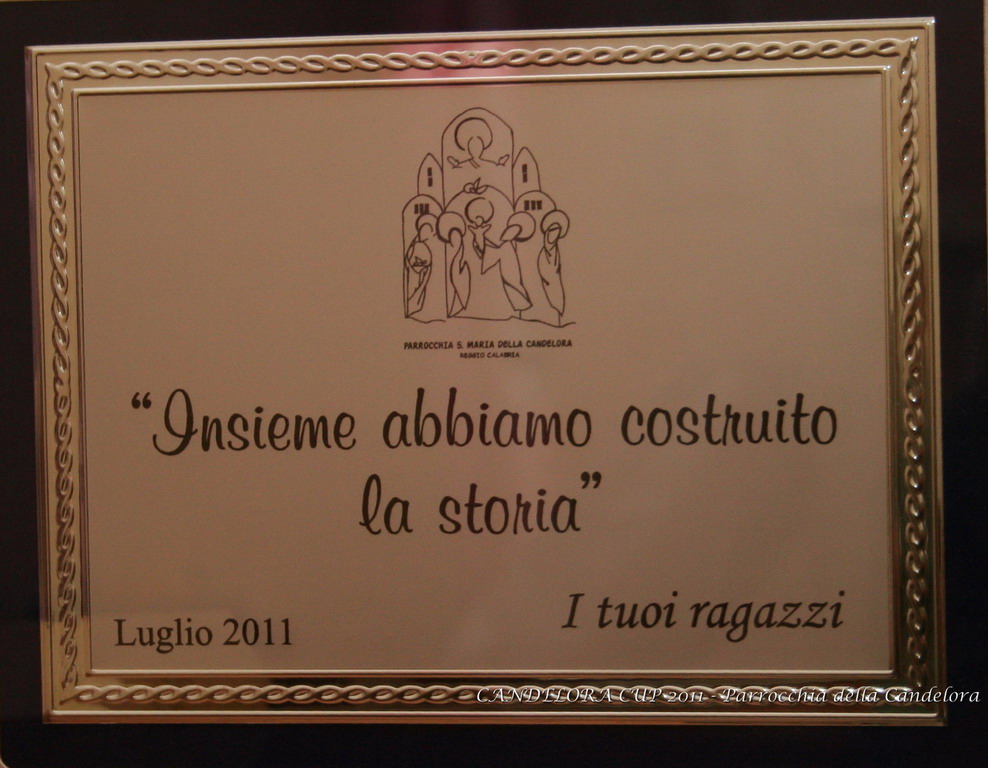 PARROCCHIA S. MARIA DELLA CANDELORA
REGGIO CALABRIA
“Insieme abbiamo costruito
la storia”
I tuoi ragazzi
Luglio 2011
CANDELORA CUP 2011 - Parrocchia della Candelora